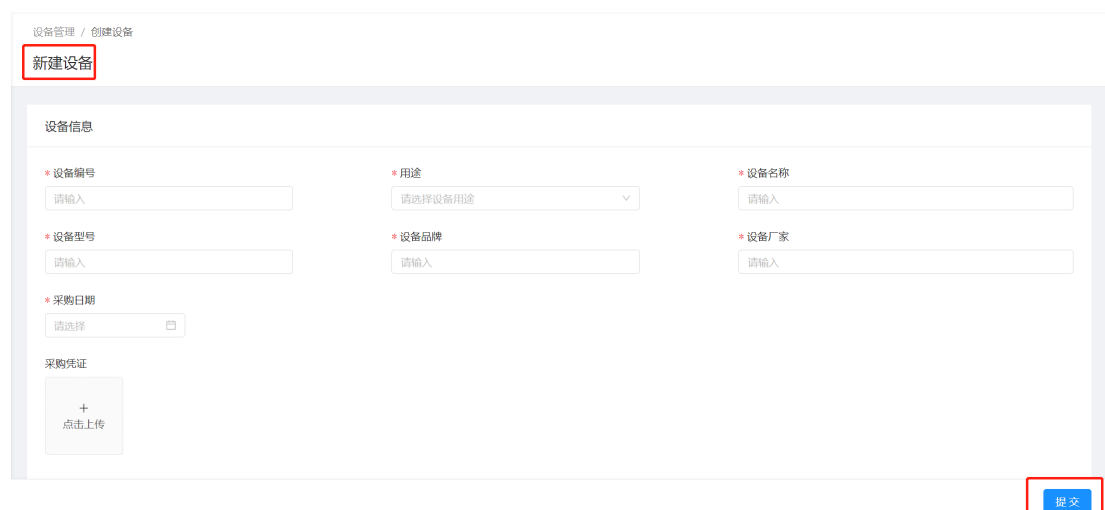 设备管理 / 创建设备
新建设备
设备信息
* 设备编号
* 用途
* 设备名称
请输入
请选择设备用途
请输入
* 设备型号
* 设备品牌
* 设备厂家
请输入
请输入
请输入
* 采购日期
请选择
采购凭证
+
点击上传
提交